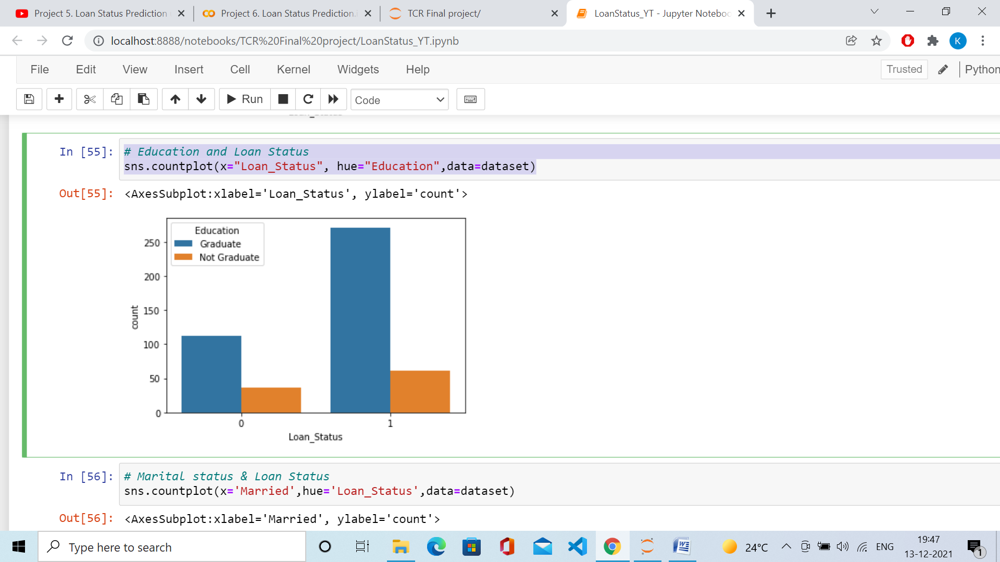 Project 5. Loan Status Prediction
Project 6. Loan Status Prediction.i
TCR Final project/
LoanStatus_YT - Jupyter Noteboo
localhost:8888/notebooks/TCR%20Final%20project/LoanStatus_YT.ipynb
K
File Edit View Insert Cell Kernel Widgets Help
Trusted
Python
Run
Code
In [55]:
# Education and Loan Status
sns.countplot(x="Loan_Status", hue="Education",data=dataset)
Out[55]:
<AxesSubplot:xlabel='Loan_Status', ylabel='count'>
Education
Graduate
Not Graduate
250
200
150
100
50
0
count
0 1
Loan_Status
In [56]:
# Marital status & Loan Status
sns.countplot(x='Married',hue='Loan_Status',data=dataset)
Out[56]:
<AxesSubplot:xlabel='Married', ylabel='count'>
Type here to search
24°C
ENG
19:47
13-12-2021
1